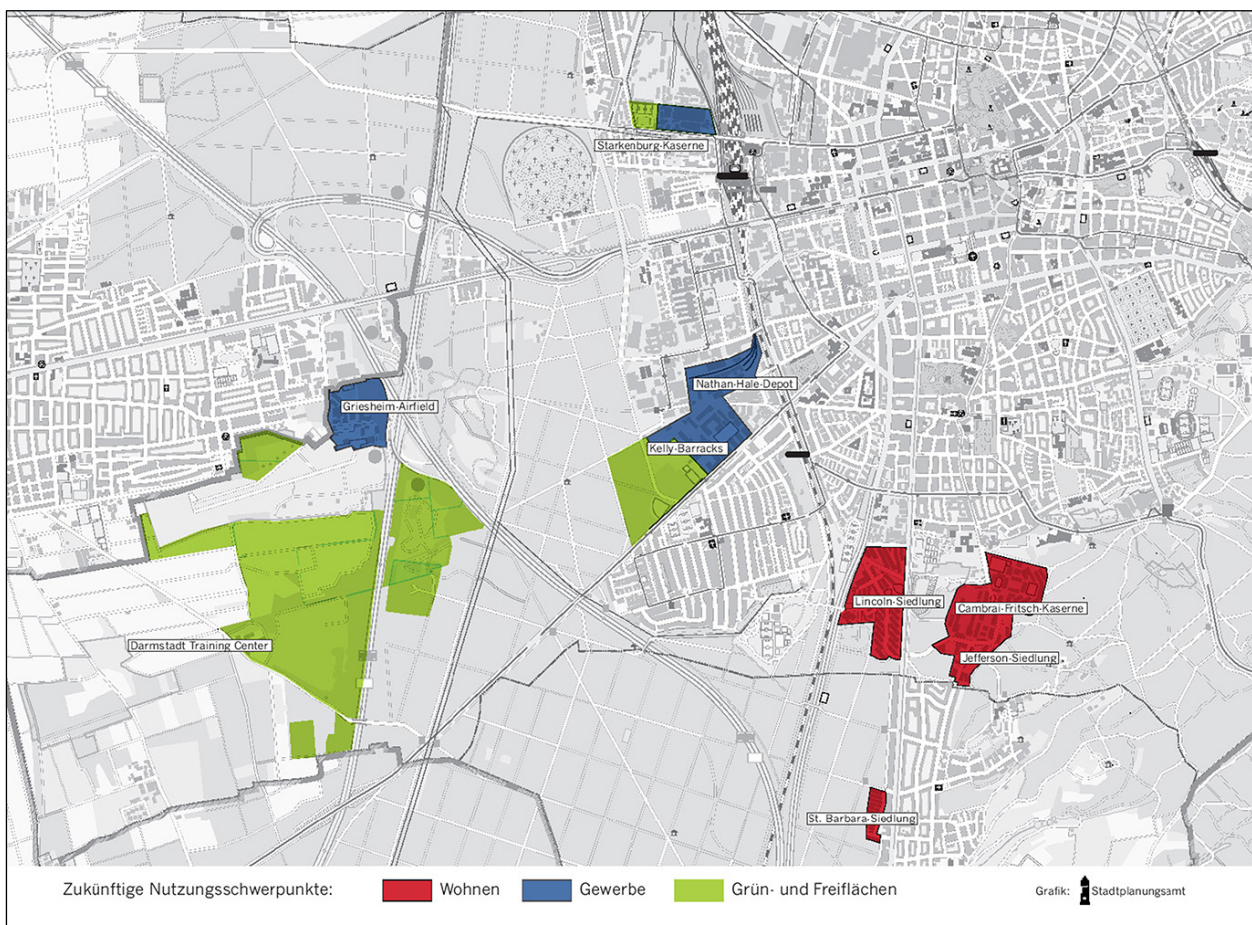 Starkenburg-Kaserne
Nathan-Hale-Depot
Griesheim-Airfield
Kelly-Barracks
Lincoln-Siedlung
Cambrai-Fritsch-Kaserne
Darmstadt Training Center
Jefferson-Siedlung
St. Barbara-Siedlung
Zukünftige Nutzungsschwerpunkte: Wohnen Gewerbe Grün- und Freiflächen Grafik: Stadtplanungsamt